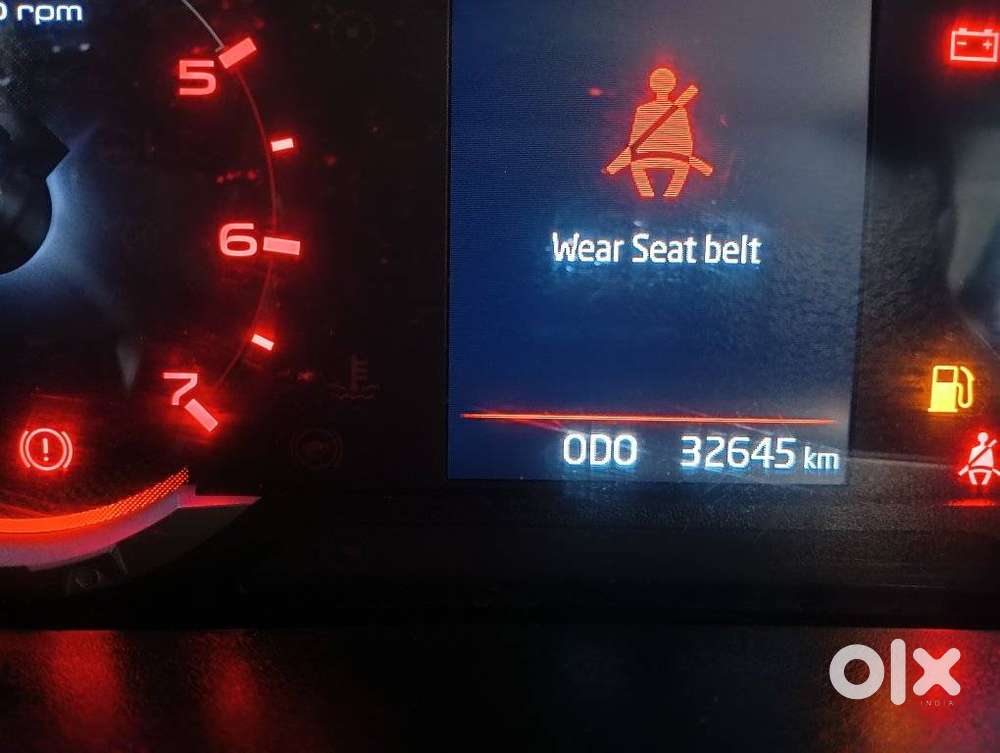 rpm
5
6
7
Wear Seat belt
ODO 32645 km
olx
INDIA